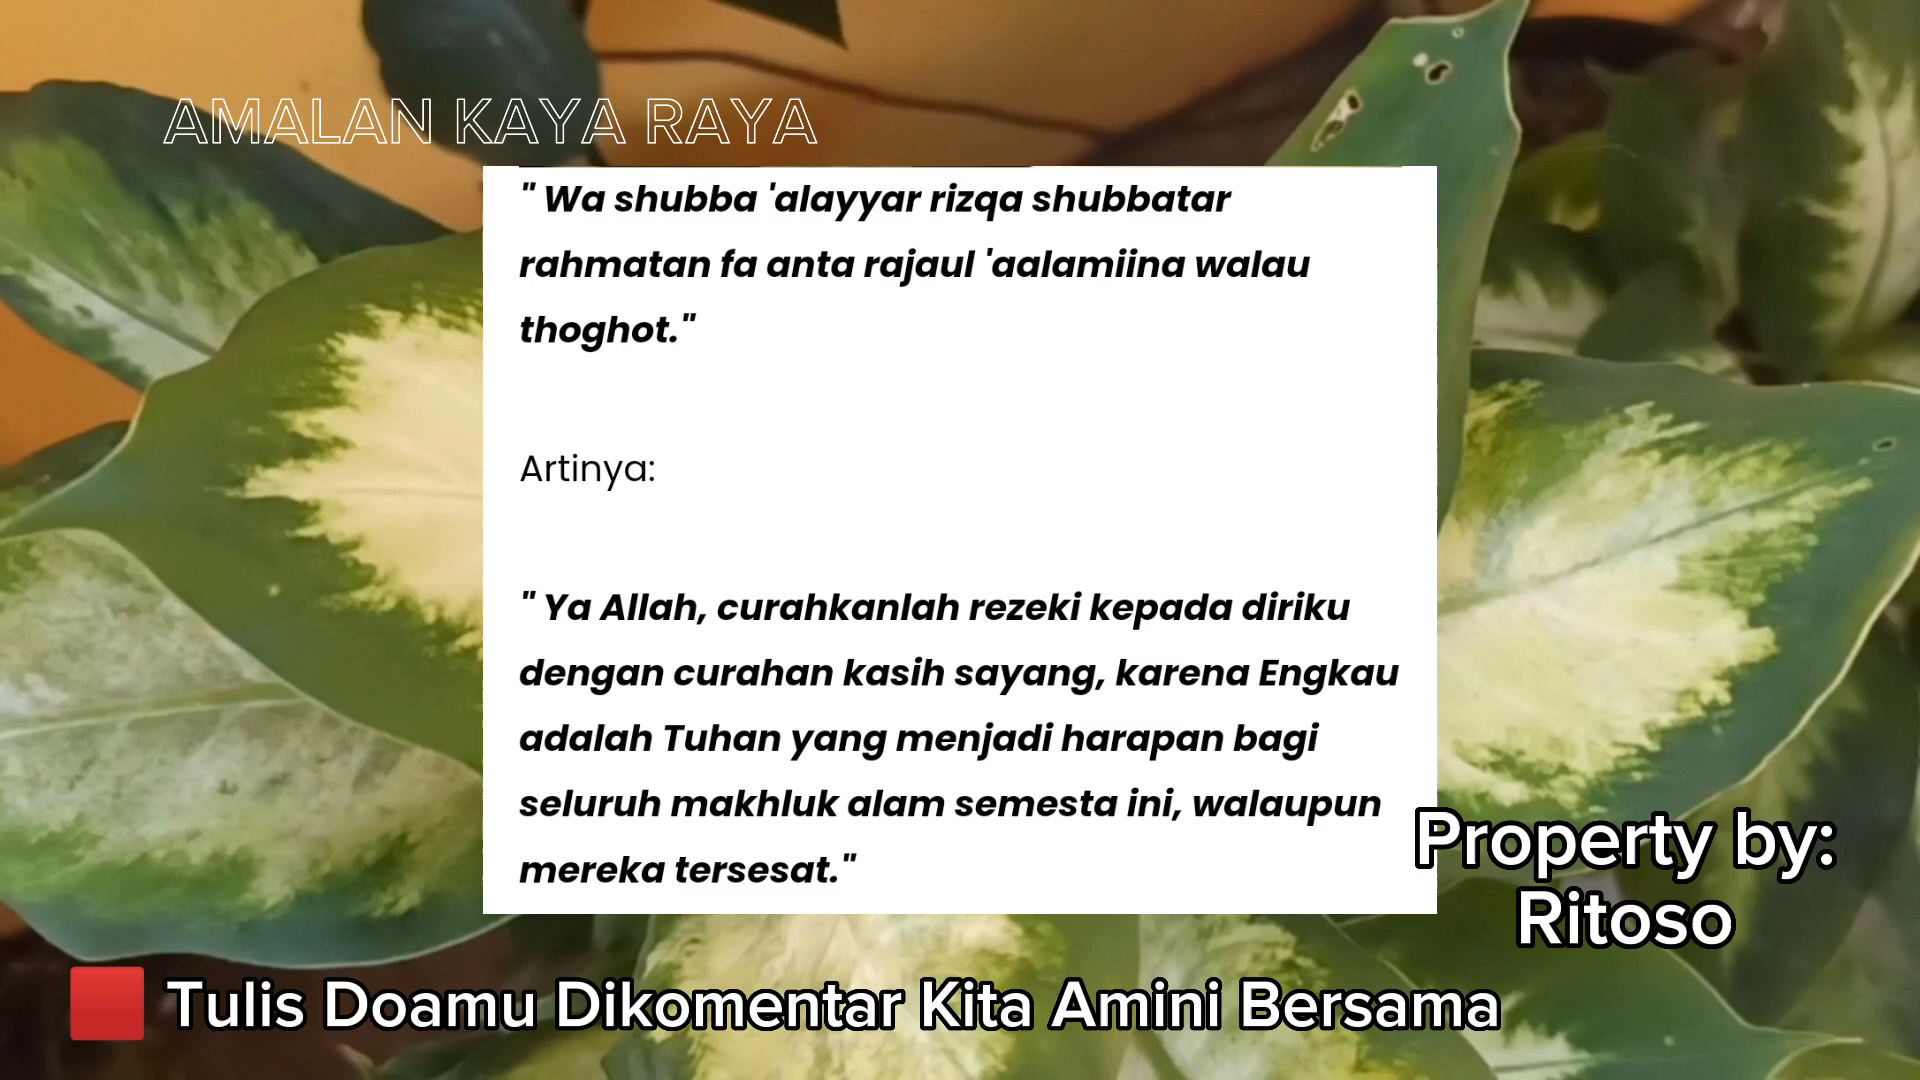 AMALAN KAYA RAYA
" Wa shubba 'alayyar rizqa shubbatar
rahmatan fa anta rajaul 'aalamiina walau
thoghot."
Artinya:
" Ya Allah, curahkanlah rezeki kepada diriku
dengan curahan kasih sayang, karena Engkau
adalah Tuhan yang menjadi harapan bagi
seluruh makhluk alam semesta ini, walaupun
mereka tersesat."
Property by:
Ritoso
Tulis Doamu Dikomentar Kita Amini Bersama